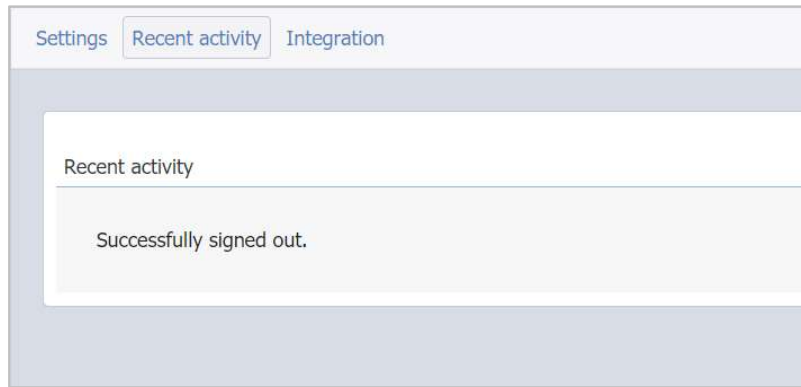 Settings Recent activity Integration
Recent activity
Successfully signed out.